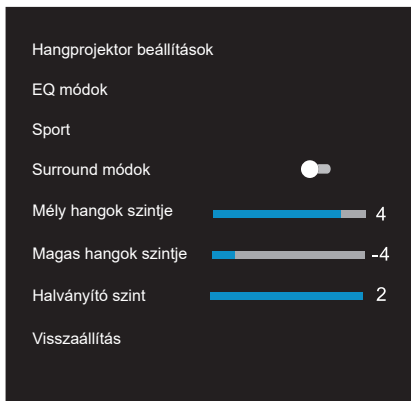 Hangprojektor beállítások
EQ módok
Sport
Surround módok
Mély hangok szintje 4
Magas hangok szintje -4
Halványító szint 2
Visszaállítás